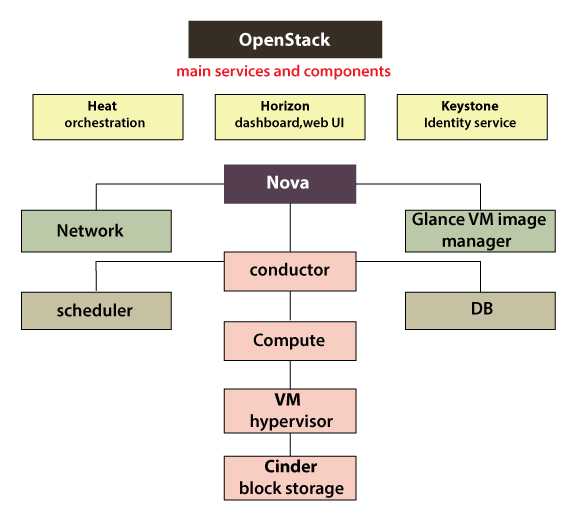 OpenStack
main services and components
Heat
orchestration
Horizon
dashboard,web UI
Keystone
Identity service
Nova
Network
Glance VM image
manager
conductor
scheduler
DB
Compute
VM
hypervisor
Cinder
block storage